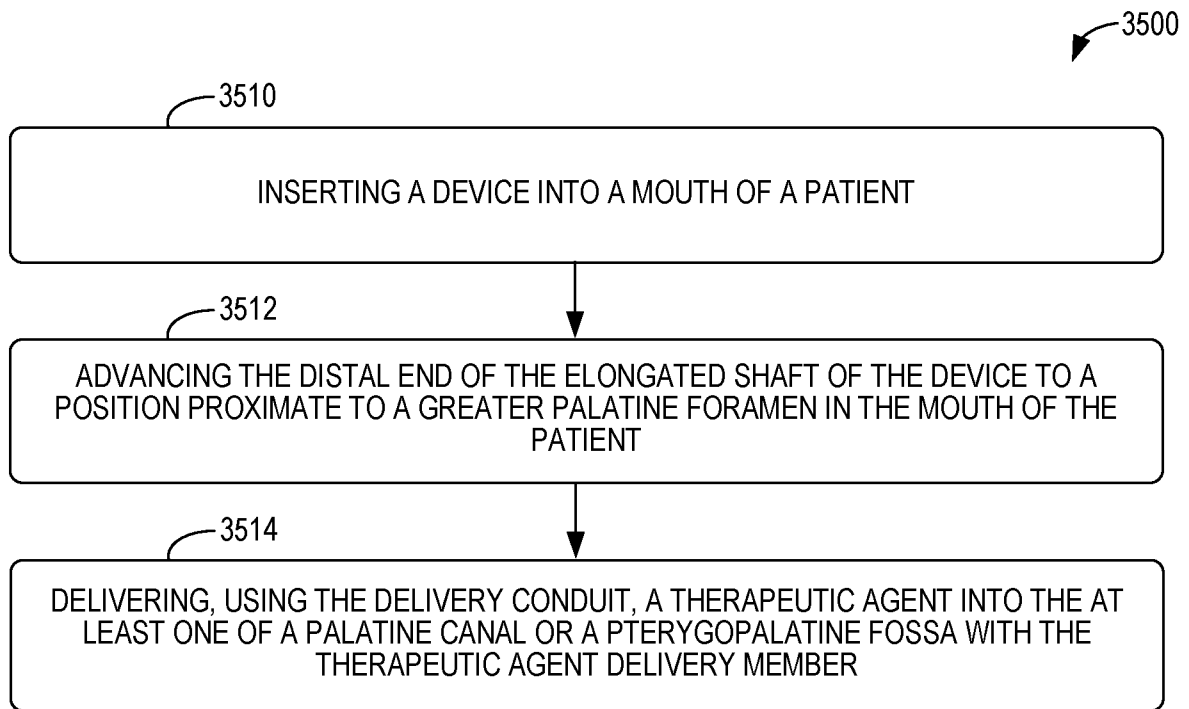 3500
3510
INSERTING A DEVICE INTO A MOUTH OF A PATIENT
3512
ADVANCING THE DISTAL END OF THE ELONGATED SHAFT OF THE DEVICE TO A
POSITION PROXIMATE TO A GREATER PALATINE FORAMEN IN THE MOUTH OF THE
PATIENT
3514
DELIVERING, USING THE DELIVERY CONDUIT, A THERAPEUTIC AGENT INTO THE AT
LEAST ONE OF A PALATINE CANAL OR A PTERYGOPALATINE FOSSA WITH THE
THERAPEUTIC AGENT DELIVERY MEMBER